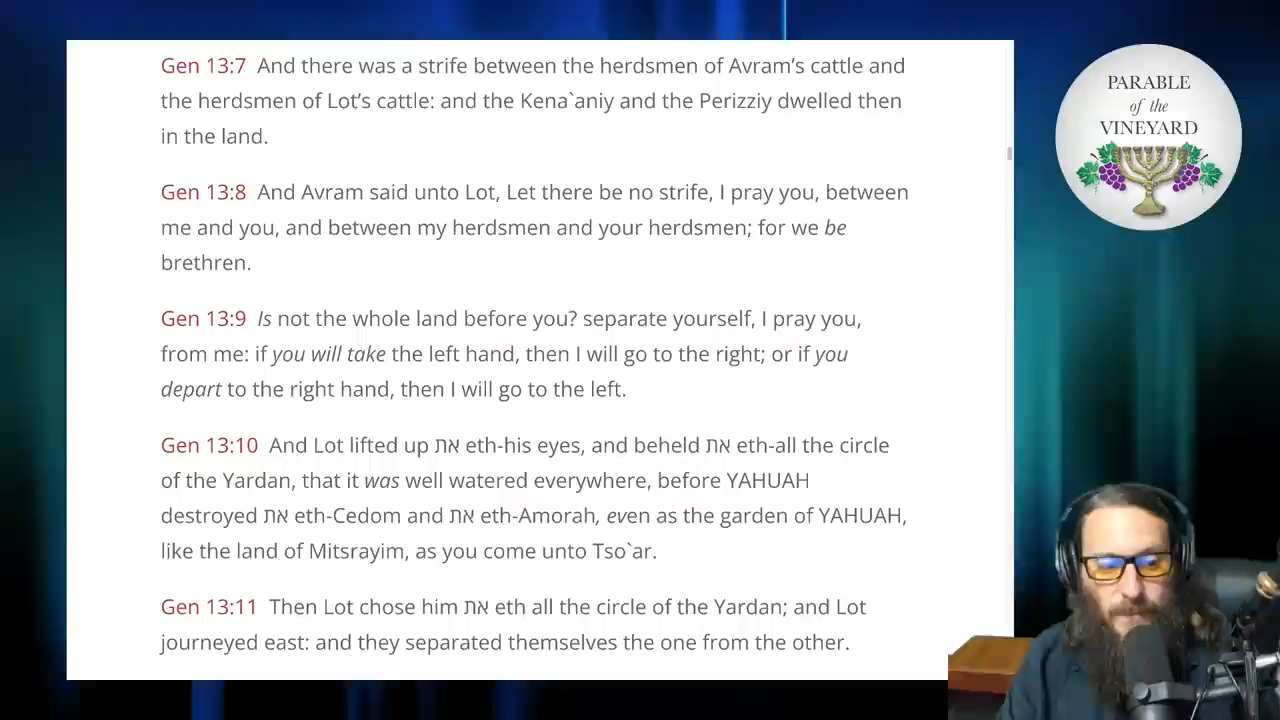 Gen 13:7 And there was a strife between the herdsmen of Avram's cattle and
the herdsmen of Lot's cattle: and the Kena`aniy and the Perizziy dwelled then
in the land.
Gen 13:8 And Avram said unto Lot, Let there be no strife, I pray you, between
me and you, and between my herdsmen and your herdsmen; for we be
brethren.
Gen 13:9 Is not the whole land before you? separate yourself, I pray you,
from me: if you will take the left hand, then I will go to the right; or if you
depart to the right hand, then I will go to the left.
Gen 13:10 And Lot lifted up את eth-his eyes, and beheld את eth-all the circle
of the Yardan, that it was well watered everywhere, before YAHUAH
destroyed את eth-Cedom and את eth-Amorah, even as the garden of YAHUAH,
like the land of Mitsrayim, as you come unto Tso`ar.
Gen 13:11 Then Lot chose him את eth all the circle of the Yardan; and Lot
journeyed east: and they separated themselves the one from the other.
PARABLE
of the
VINEYARD